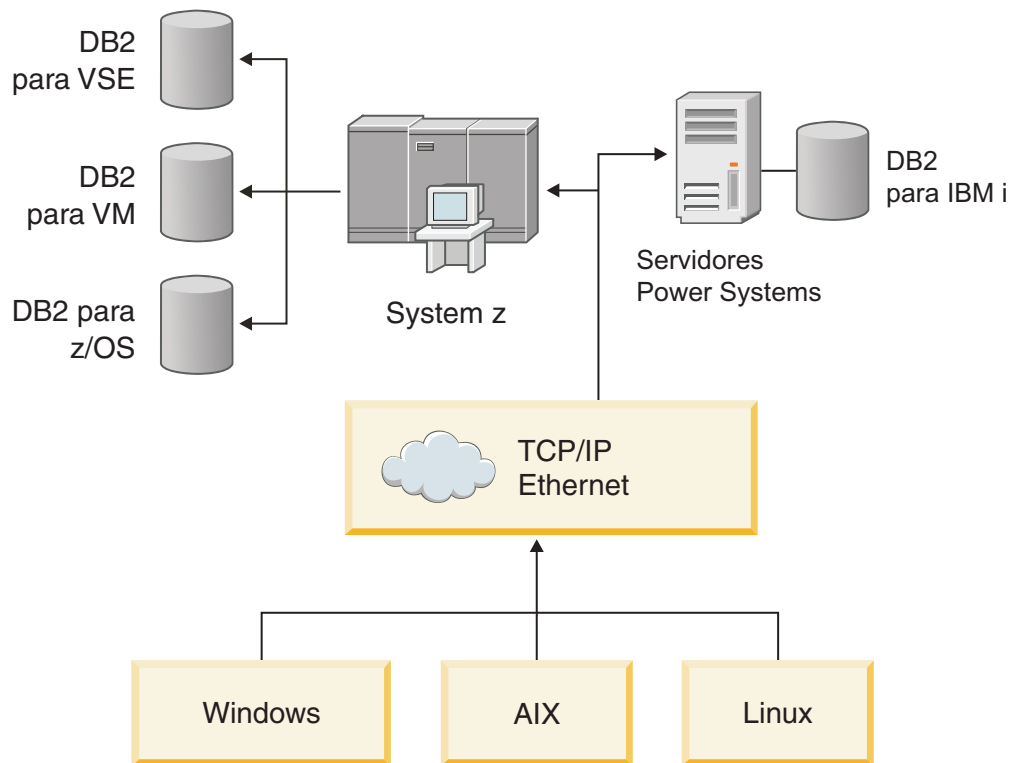 DB2
para VSE
DB2
para VM
DB2 para
z/OS
System z
Servidores
Power Systems
DB2
para IBM i
TCP/IP
Ethernet
Windows
AIX
Linux